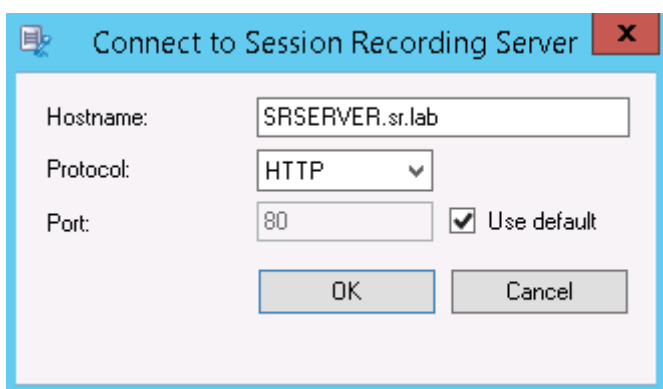 Connect to Session Recording Server x
Hostname: SRSERVER.sr.lab
Protocol: HTTP
Port: 80 Use default
OK Cancel